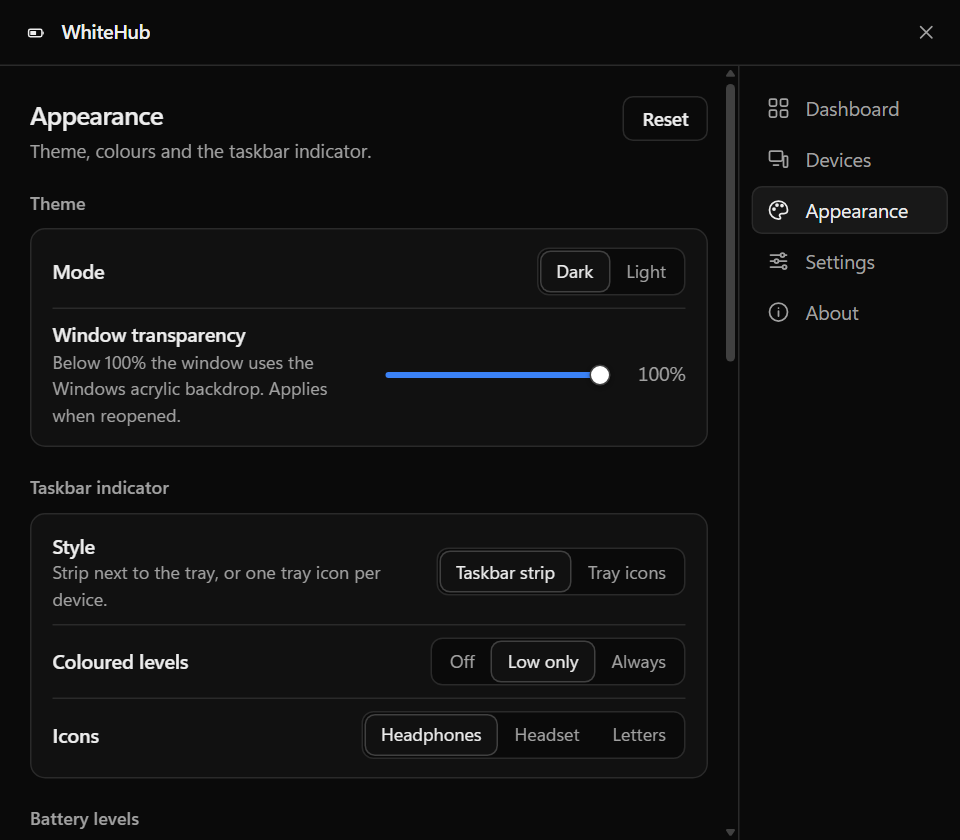 WhiteHub
Appearance
Reset
Theme, colours and the taskbar indicator.
Theme
Mode
Dark
Light
Window transparency
Below 100% the window uses the
Windows acrylic backdrop. Applies
when reopened.
100%
Taskbar indicator
Style
Strip next to the tray, or one tray icon per
device.
Taskbar strip
Tray icons
Coloured levels
Off
Low only
Always
Icons
Headphones
Headset
Letters
Battery levels
Dashboard
Devices
Appearance
Settings
About